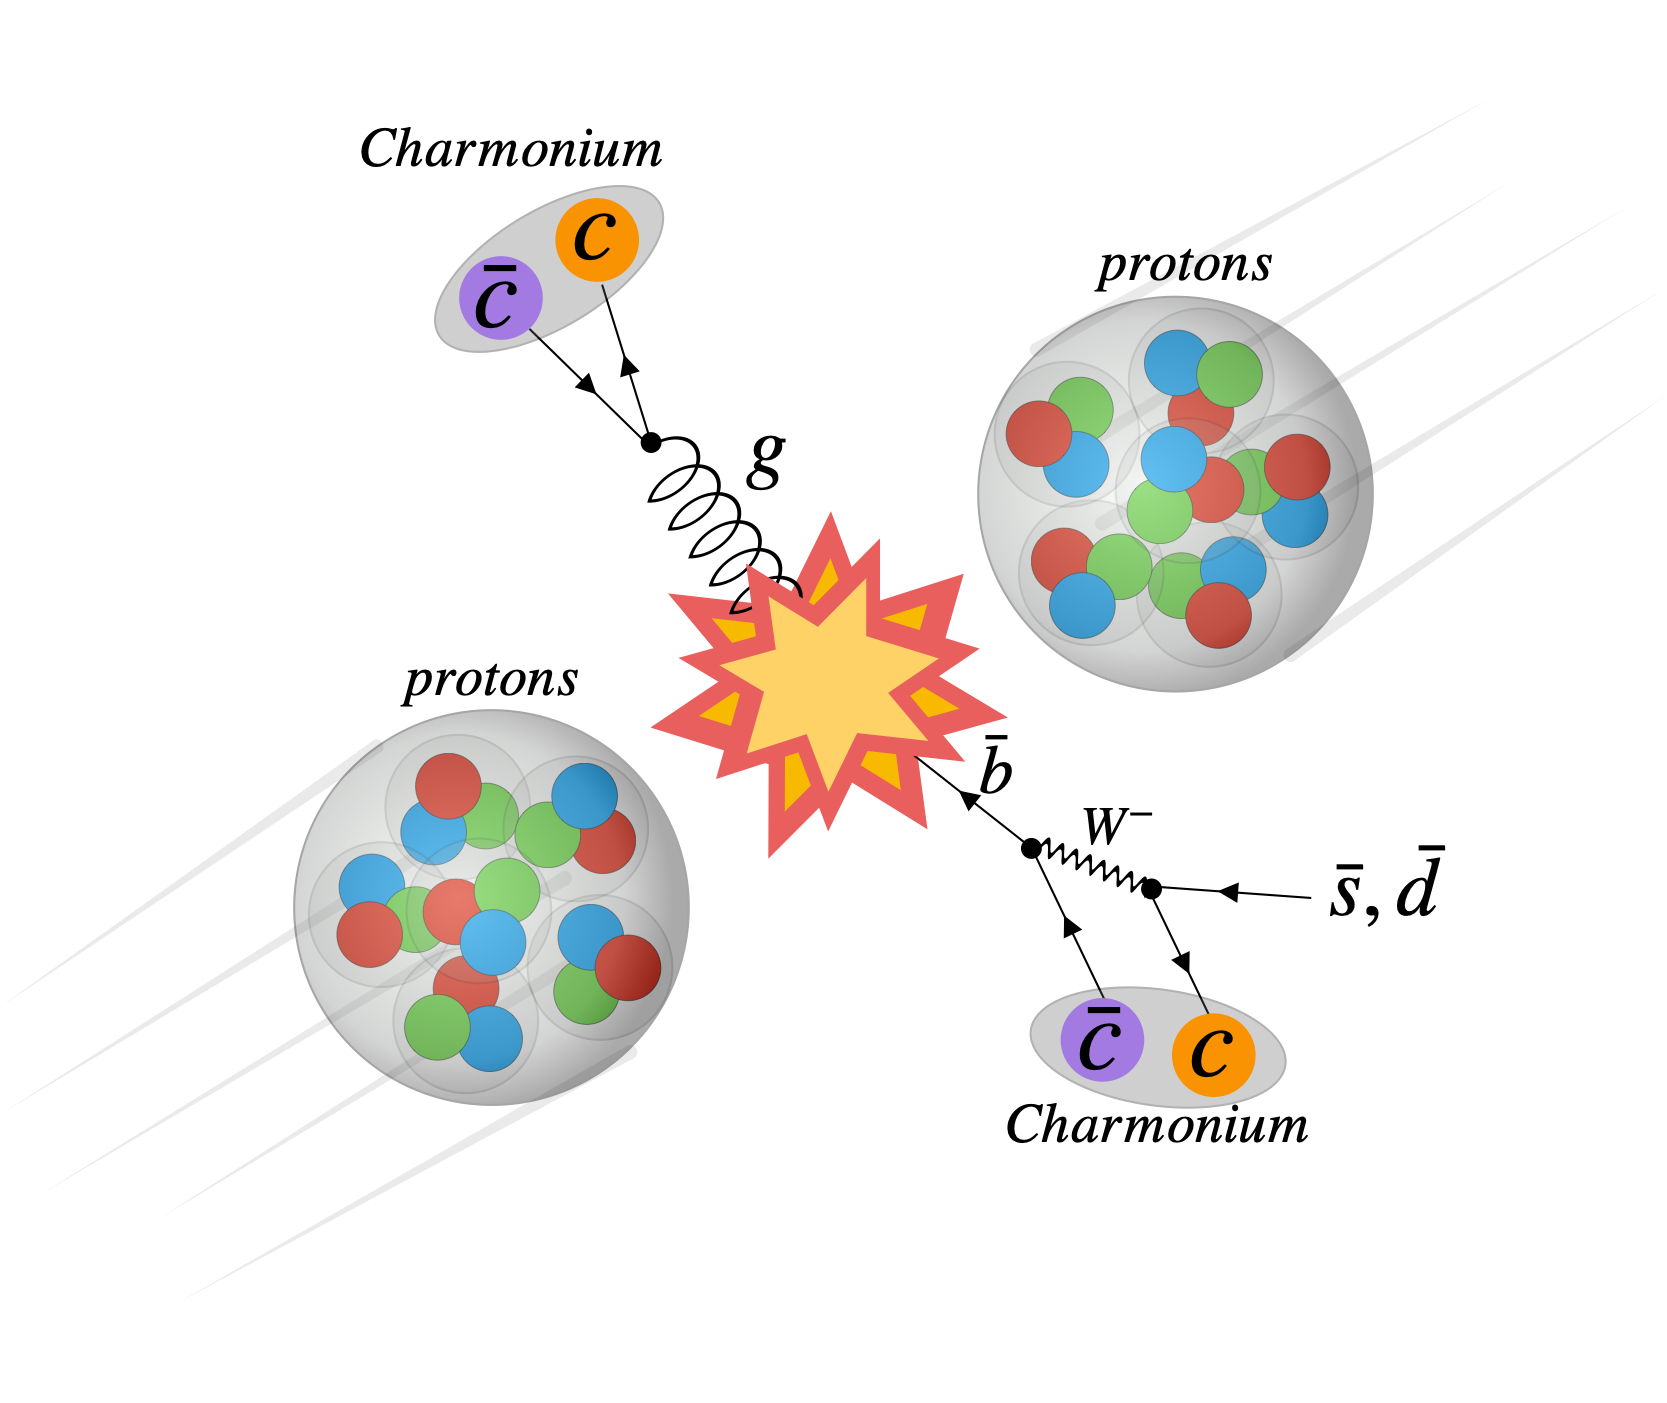 Charmonium
c̄ c
g
protons
protons
b̄
W⁻
s̄, d̄
c̄ c
Charmonium